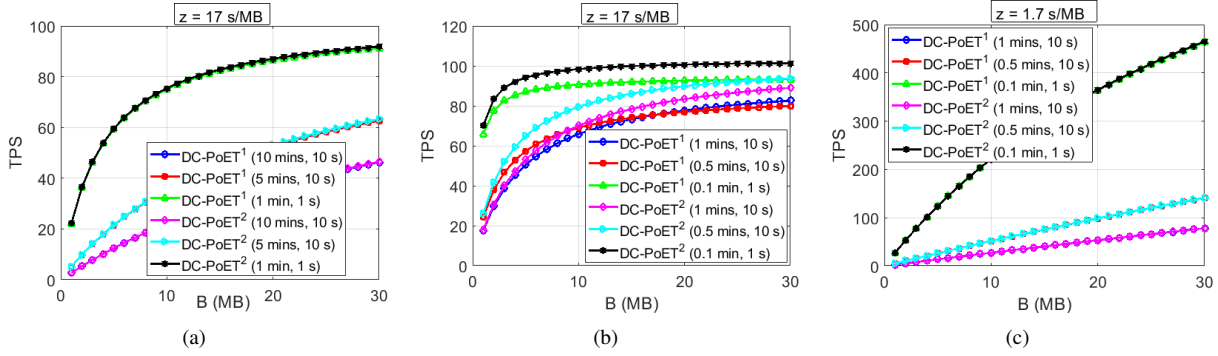 z = 17 s/MB
TPS
100
80
60
40
20
0
DC-PoET¹ (10 mins, 10 s)
DC-PoET¹ (5 mins, 10 s)
DC-PoET¹ (1 min, 1 s)
DC-PoET² (10 mins, 10 s)
DC-PoET² (5 mins, 10 s)
DC-PoET² (1 min, 1 s)
0 10 20 30
B (MB)
(a)
z = 17 s/MB
TPS
120
100
80
60
40
20
0
DC-PoET¹ (1 mins, 10 s)
DC-PoET¹ (0.5 mins, 10 s)
DC-PoET¹ (0.1 min, 1 s)
DC-PoET² (1 mins, 10 s)
DC-PoET² (0.5 mins, 10 s)
DC-PoET² (0.1 min, 1 s)
0 10 20 30
B (MB)
(b)
z = 1.7 s/MB
TPS
500
400
300
200
100
0
DC-PoET¹ (1 mins, 10 s)
DC-PoET¹ (0.5 mins, 10 s)
DC-PoET¹ (0.1 min, 1 s)
DC-PoET² (1 mins, 10 s)
DC-PoET² (0.5 mins, 10 s)
DC-PoET² (0.1 min, 1 s)
0 10 20 30
B (MB)
(c)